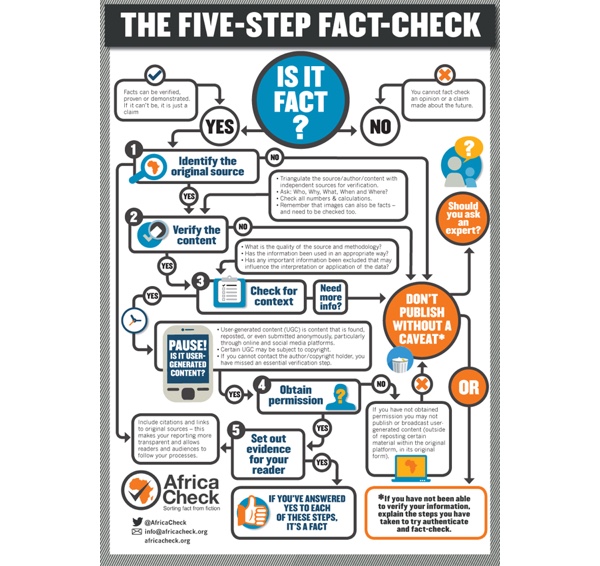 THE FIVE-STEP FACT-CHECK
IS IT
FACT
?
Facts can be verified,
proven or demonstrated.
If it can't be, it is just a
claim
YES
NO
You cannot fact-check
an opinion or a claim
made about the future.
1
Identify the
original source
NO
YES
• Triangulate the source/author/content with
independent sources for verification.
• Ask: Who, Why, What, When and Where?
• Check all numbers & calculations.
• Remember that images can also be facts –
and need to be checked too.
?
Should
you ask
an
expert?
2
Verify the
content
NO
YES
• What is the quality of the source and methodology?
• Has the information been used in an appropriate way?
• Has any important information been excluded that may
influence the interpretation or application of the data?
3
Check for
context
Need
more
info?
YES
DON'T
PUBLISH
WITHOUT A
CAVEAT*
PAUSE!
IS IT USER-
GENERATED
CONTENT?
• User-generated content (UGC) is content that is found,
reposted, or even submitted anonymously, particularly
through online and social media platforms.
• Certain UGC may be subject to copyright.
• If you cannot contact the author/copyright holder, you
have missed an essential verification step.
YES
4
Obtain
permission
?
NO
OR
YES
If you have not obtained
permission you may not
publish or broadcast user-
generated content (outside
of reposting certain
material within the original
platform, in its original
form).
Include citations and links
to original sources – this
makes your reporting more
transparent and allows
readers and audiences to
follow your processes.
5
Set out
evidence
for your
reader
YES
Africa
Check
Sorting fact from fiction
@AfricaCheck
info@africacheck.org
africacheck.org
IF YOU'VE ANSWERED
YES TO EACH
OF THESE STEPS,
IT'S A FACT
*If you have not been able
to verify your information,
explain the steps you have
taken to try authenticate
and fact-check.